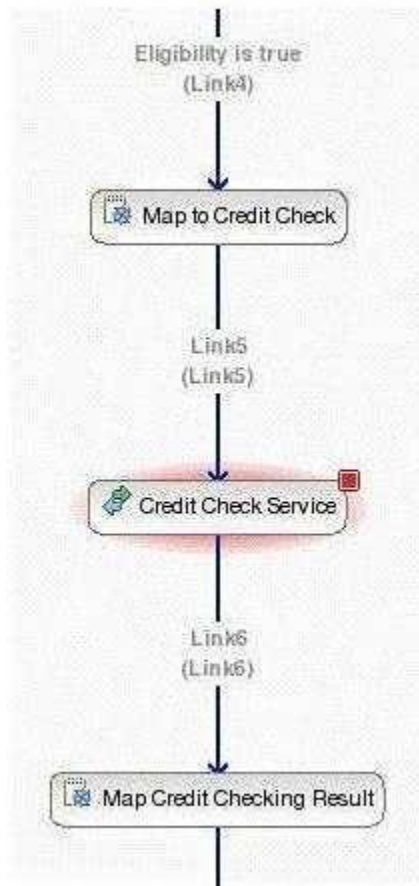 Eligibility is true
(Link4)
Map to Credit Check
Link5
(Link5)
Credit Check Service
Link6
(Link6)
Map Credit Checking Result